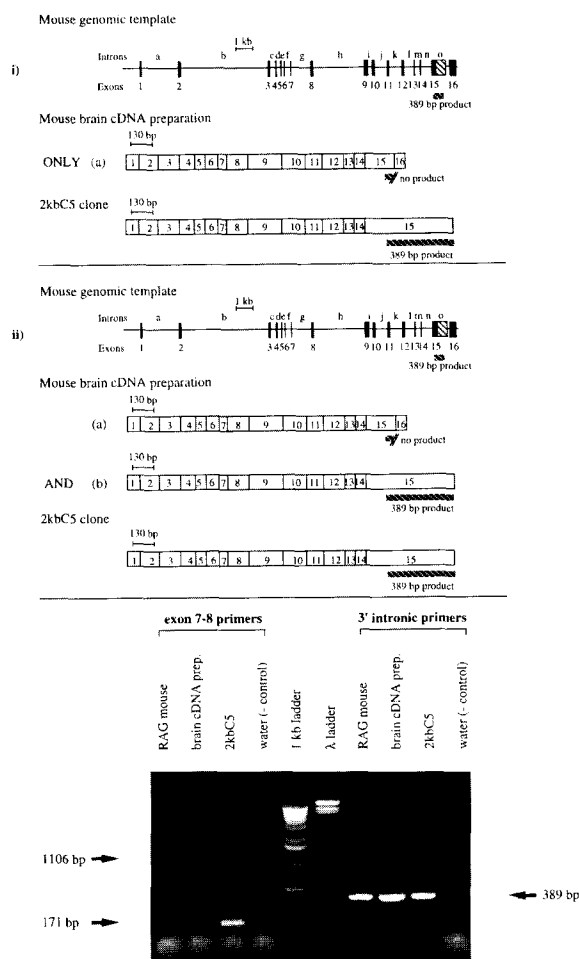 Mouse genomic template
1 kb
i)
Introns a b c d e f g h i j k l m n o
Exons 1 2 3 4 5 6 7 8 9 10 11 12 13 14 15 16
389 bp product
Mouse brain cDNA preparation
130 bp
ONLY (a) 1 2 3 4 5 6 7 8 9 10 11 12 13 14 15 16
no product
2kbC5 clone
130 bp
1 2 3 4 5 6 7 8 9 10 11 12 13 14 15
389 bp product
Mouse genomic template
1 kb
ii)
Introns a b c d e f g h i j k l m n o
Exons 1 2 3 4 5 6 7 8 9 10 11 12 13 14 15 16
389 bp product
Mouse brain cDNA preparation
130 bp
(a) 1 2 3 4 5 6 7 8 9 10 11 12 13 14 15 16
no product
130 bp
AND (b) 1 2 3 4 5 6 7 8 9 10 11 12 13 14 15
389 bp product
2kbC5 clone
130 bp
1 2 3 4 5 6 7 8 9 10 11 12 13 14 15
389 bp product
exon 7-8 primers 3' intronic primers
RAG mouse
brain cDNA prep.
2kbC5
water (- control)
1 kb ladder
λ ladder
RAG mouse
brain cDNA prep.
2kbC5
water (- control)
1106 bp
389 bp
171 bp